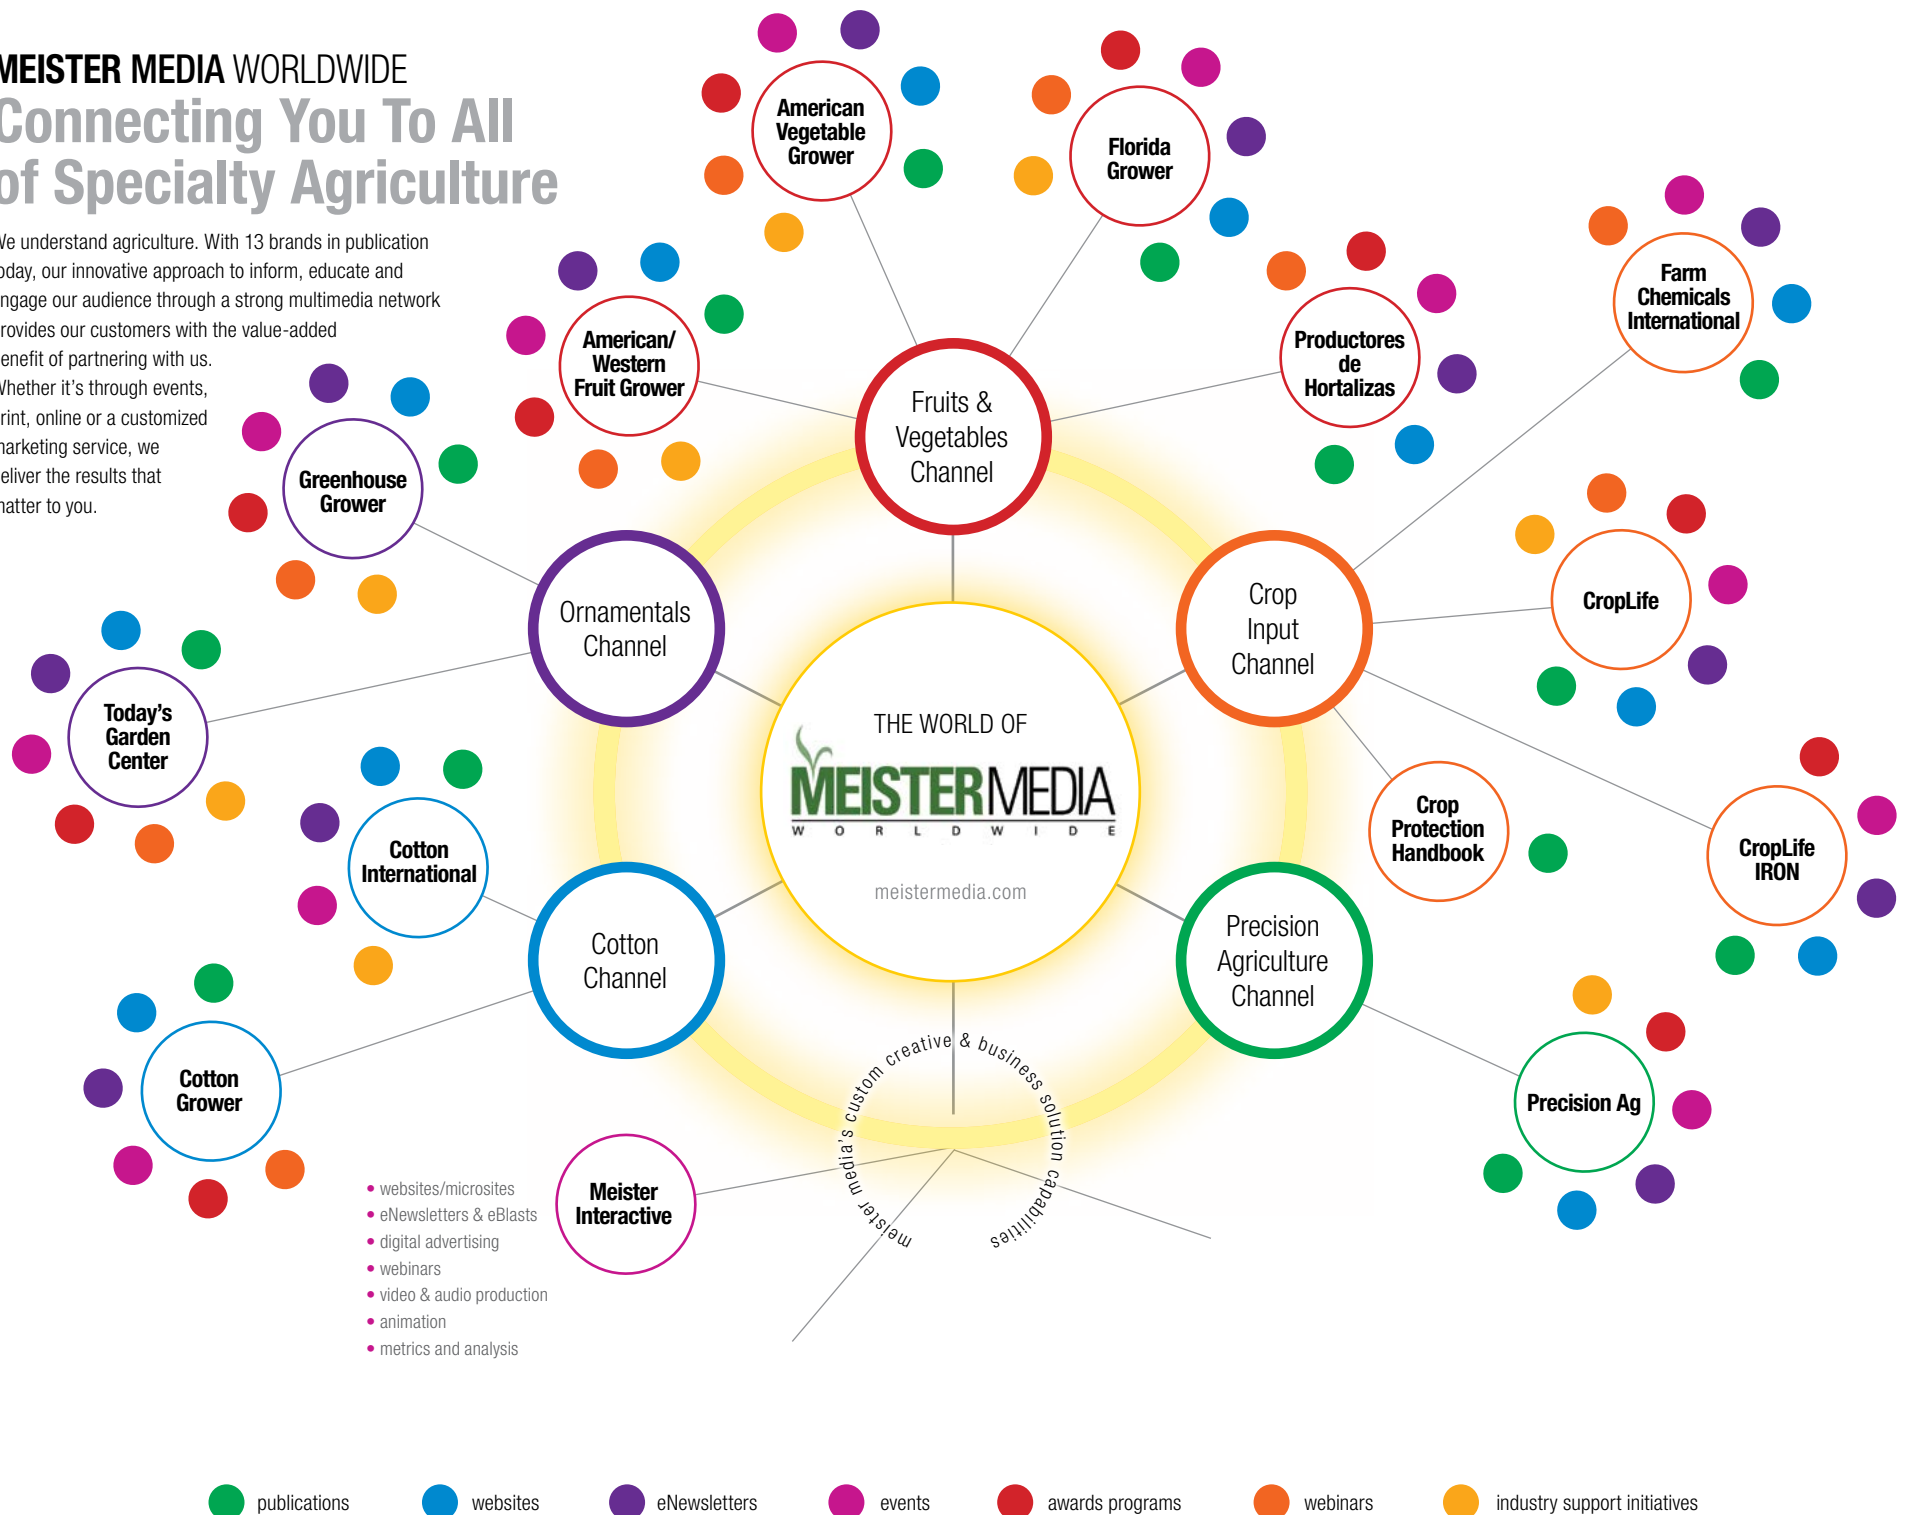 MEISTER MEDIA WORLDWIDE
Connecting You To All
of Specialty Agriculture
We understand agriculture. With 13 brands in publication
today, our innovative approach to inform, educate and
engage our audience through a strong multimedia network
provides our customers with the value-added
benefit of partnering with us.
Whether it's through events,
print, online or a customized
marketing service, we
deliver the results that
matter to you.
American
Vegetable
Grower
Florida
Grower
American/
Western
Fruit Grower
Productores
de
Hortalizas
Farm
Chemicals
International
Greenhouse
Grower
Fruits &
Vegetables
Channel
CropLife
Ornamentals
Channel
Crop
Input
Channel
Today's
Garden
Center
THE WORLD OF
MEISTERMEDIA
WORLDWIDE
meistermedia.com
Cotton
International
Crop
Protection
Handbook
CropLife
IRON
Cotton
Channel
Precision
Agriculture
Channel
Cotton
Grower
Precision Ag
meister media's custom creative & business solution capabilities
Meister
Interactive
• websites/microsites
• eNewsletters & eBlasts
• digital advertising
• webinars
• video & audio production
• animation
• metrics and analysis
publications
websites
eNewsletters
events
awards programs
webinars
industry support initiatives